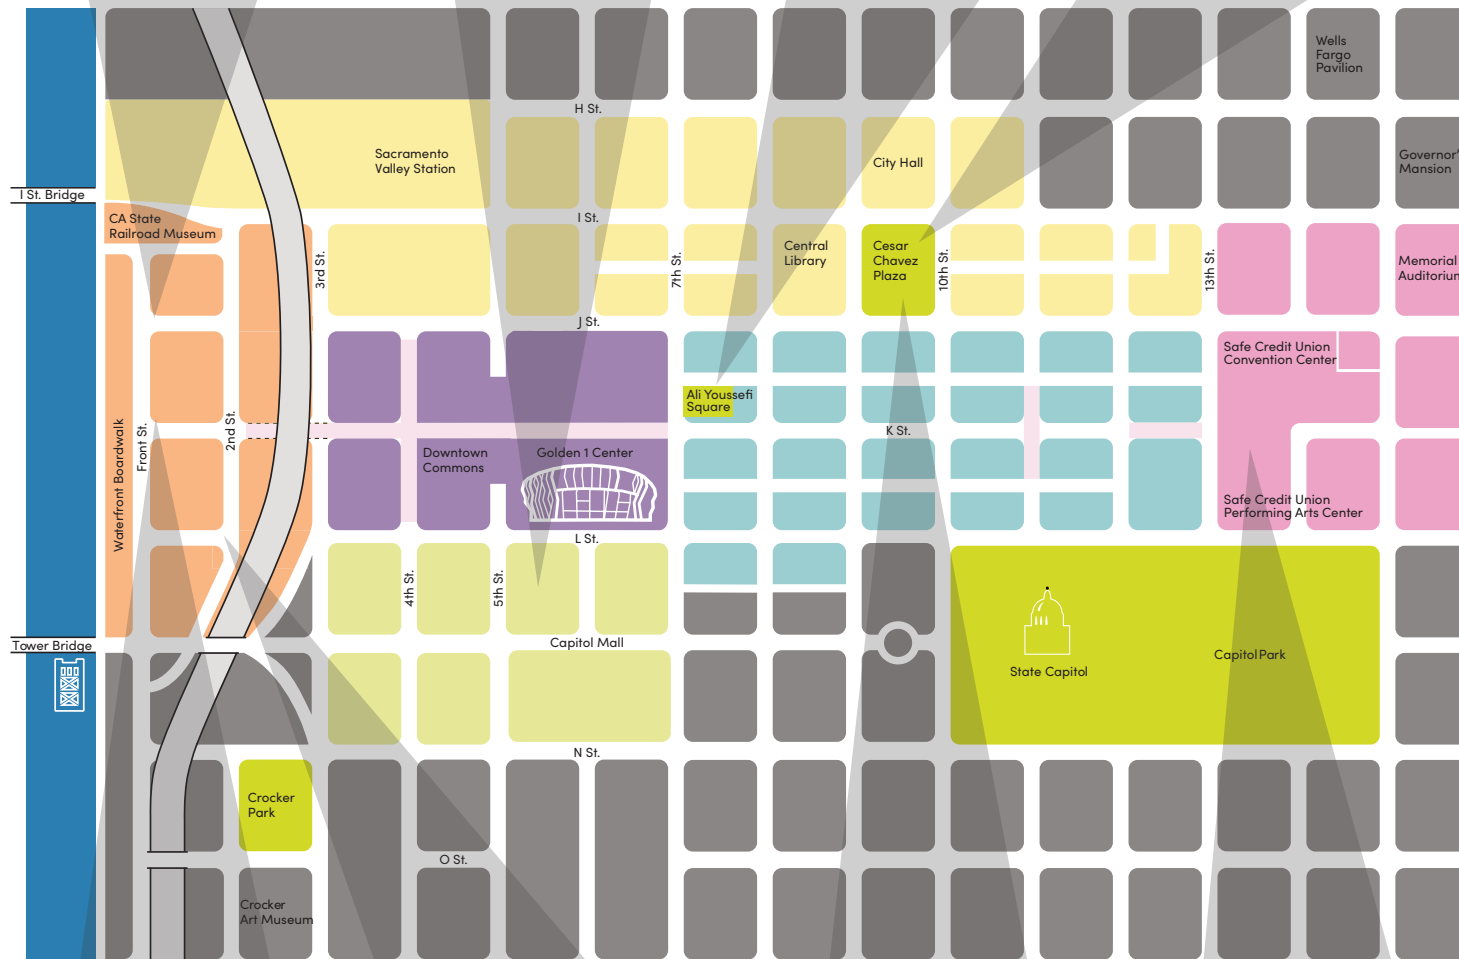 Wells
Fargo
Pavilion
H St.
Sacramento
Valley Station
City Hall
Governor'
Mansion
I St. Bridge
I St.
CA State
Railroad Museum
3rd St.
7th St.
Central
Library
Cesar
Chavez
Plaza
10th St.
13th St.
Memorial
Auditorium
J St.
Safe Credit Union
Convention Center
Ali Youssefi
Square
Waterfront Boardwalk
Front St.
2nd St.
K St.
Downtown
Commons
Golden 1 Center
Safe Credit Union
Performing Arts Center
L St.
4th St.
5th St.
Tower Bridge
Capitol Mall
State Capitol
Capitol Park
N St.
Crocker
Park
O St.
Crocker
Art Museum